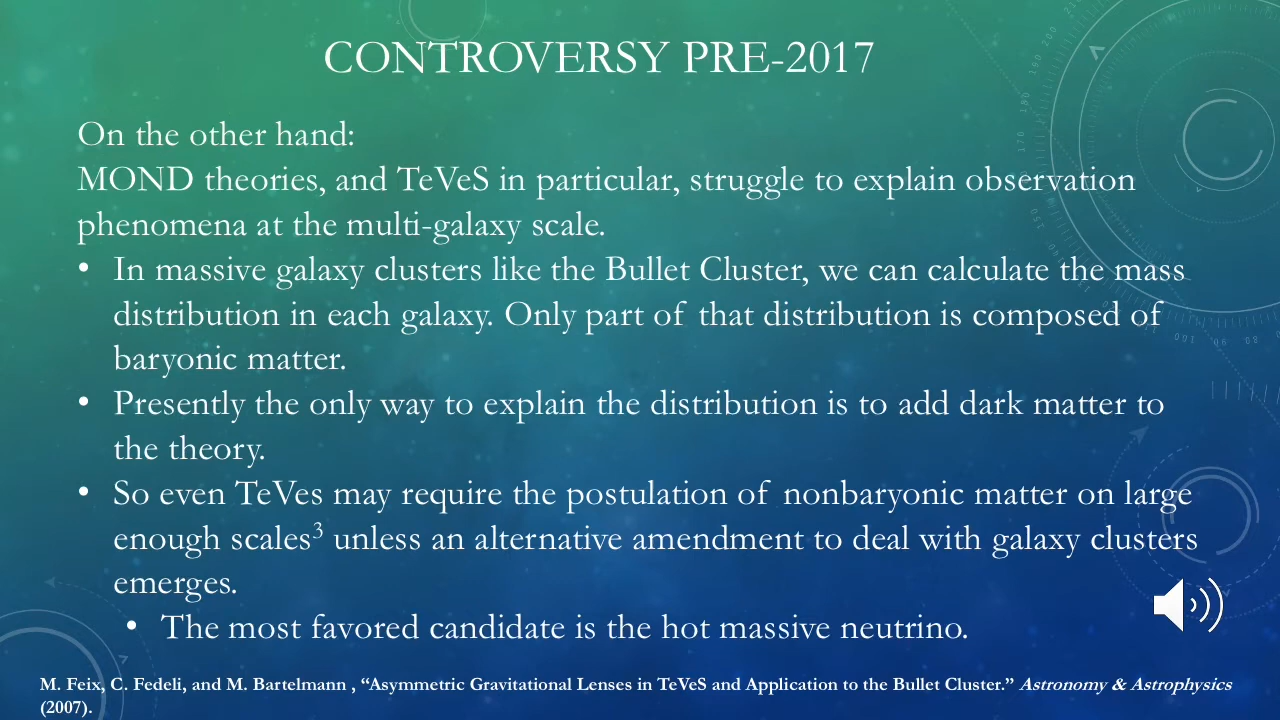 CONTROVERSY PRE-2017
On the other hand:
MOND theories, and TeVeS in particular, struggle to explain observation
phenomena at the multi-galaxy scale.
• In massive galaxy clusters like the Bullet Cluster, we can calculate the mass
distribution in each galaxy. Only part of that distribution is composed of
baryonic matter.
• Presently the only way to explain the distribution is to add dark matter to
the theory.
• So even TeVes may require the postulation of nonbaryonic matter on large
enough scales³ unless an alternative amendment to deal with galaxy clusters
emerges.
• The most favored candidate is the hot massive neutrino.
M. Feix, C. Fedeli, and M. Bartelmann , “Asymmetric Gravitational Lenses in TeVeS and Application to the Bullet Cluster.” Astronomy & Astrophysics
(2007).